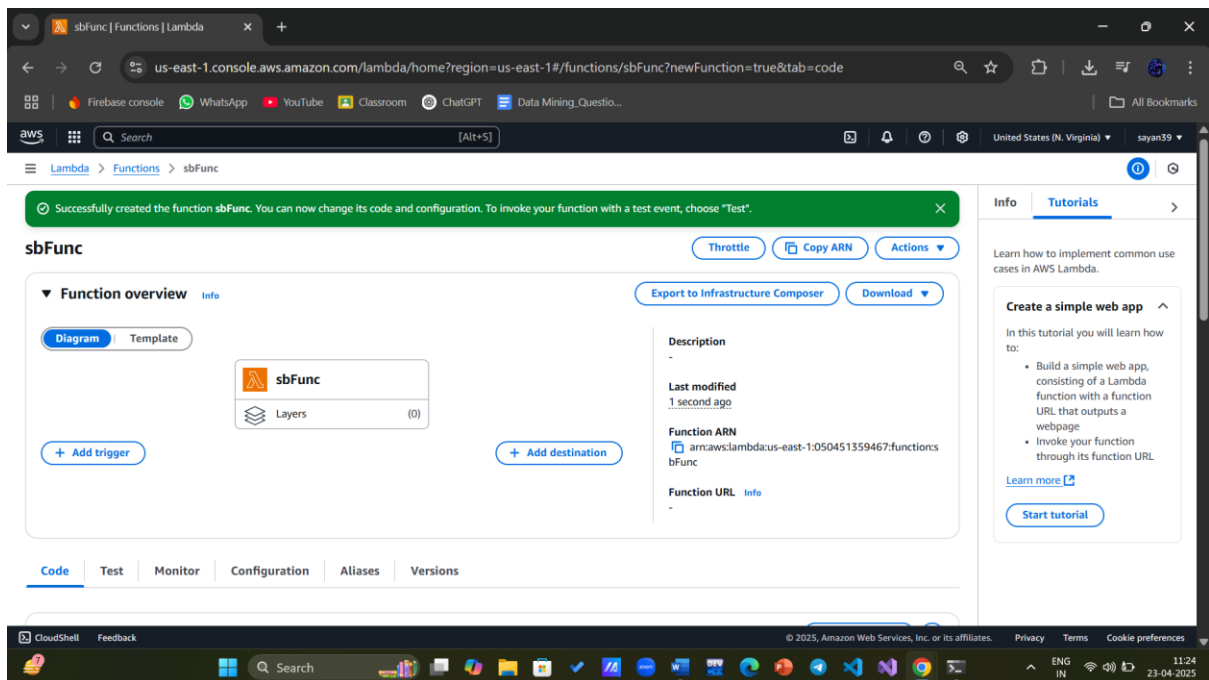 sbFunc | Functions | Lambda
us-east-1.console.aws.amazon.com/lambda/home?region=us-east-1#/functions/sbFunc?newFunction=true&tab=code
Firebase console WhatsApp YouTube Classroom ChatGPT Data Mining_Questio... All Bookmarks
aws Search [Alt+S] United States (N. Virginia) ▼ sayan39 ▼
Lambda > Functions > sbFunc
Successfully created the function sbFunc. You can now change its code and configuration. To invoke your function with a test event, choose "Test".
sbFunc
Throttle Copy ARN Actions ▼
▼ Function overview Info
Export to Infrastructure Composer Download ▼
Diagram Template
sbFunc
Layers (0)
+ Add trigger
+ Add destination
Description
-
Last modified
1 second ago
Function ARN
arn:aws:lambda:us-east-1:050451359467:function:s
bFunc
Function URL Info
-
Code Test Monitor Configuration Aliases Versions
Info Tutorials
Learn how to implement common use
cases in AWS Lambda.
Create a simple web app
In this tutorial you will learn how
to:
• Build a simple web app,
consisting of a Lambda
function with a function
URL that outputs a
webpage
• Invoke your function
through its function URL
Learn more
Start tutorial
CloudShell Feedback © 2025, Amazon Web Services, Inc. or its affiliates. Privacy Terms Cookie preferences
Search
zoom
ENG
IN
11:24
23-04-2025